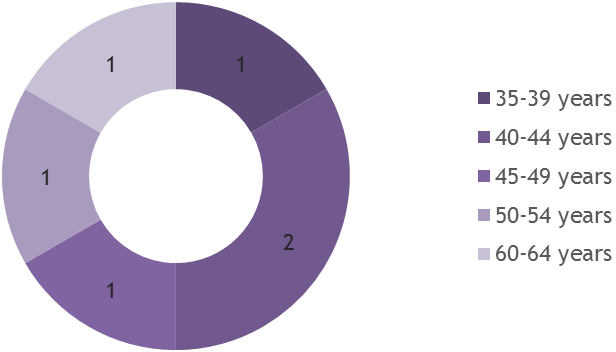 1
1
1
2
1
35-39 years
40-44 years
45-49 years
50-54 years
60-64 years